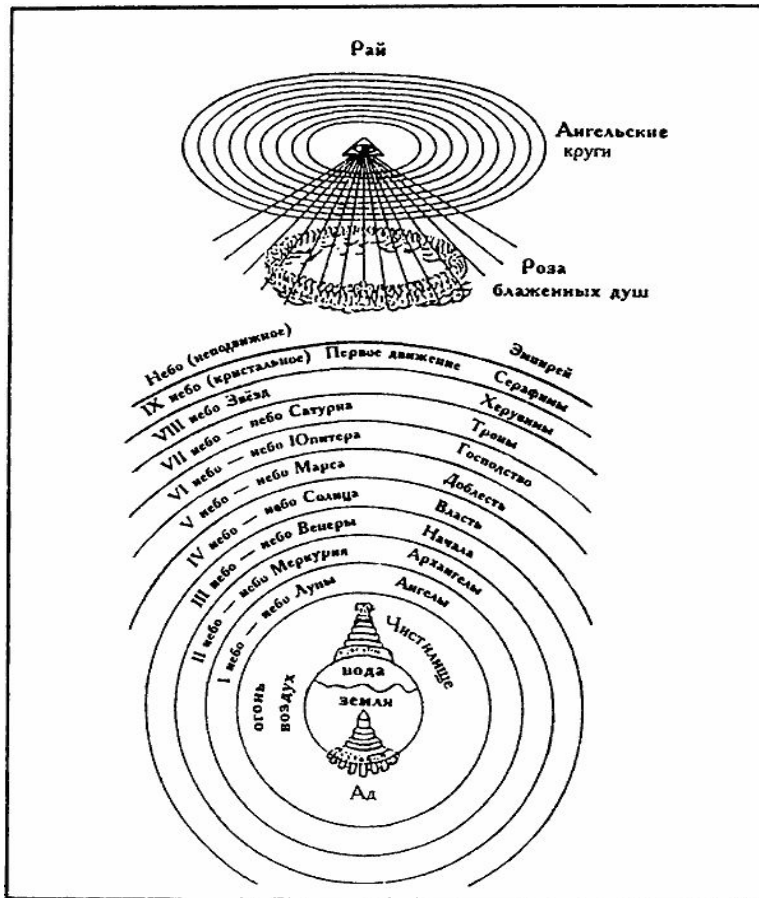 Рай
Ангельские
круги
Роза
блаженных душ
Небо (неподвижное)
Эмпирей
IX небо (кристальное)
Первое движение
Серафимы
VIII небо Звёзд
Херувимы
VII небо — небо Сатурна
Троны
VI небо — небо Юпитера
Господство
V небо — небо Марса
Доблесть
IV небо — небо Солнца
Власть
III небо — небо Венеры
Начала
II небо — небо Меркурия
Архангелы
I небо — небо Луны
Ангелы
Чистилище
вода
земля
огонь
воздух
Ад